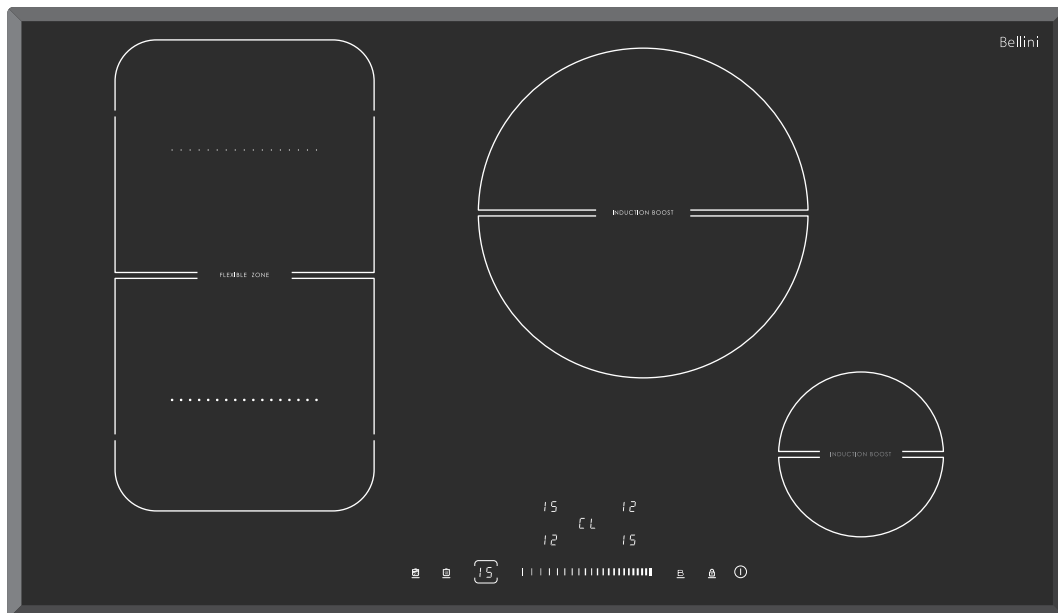 Bellini
INDUCTION BOOST
FLEXIBLE ZONE
INDUCTION BOOST
15 12
CL
12 15
15 B